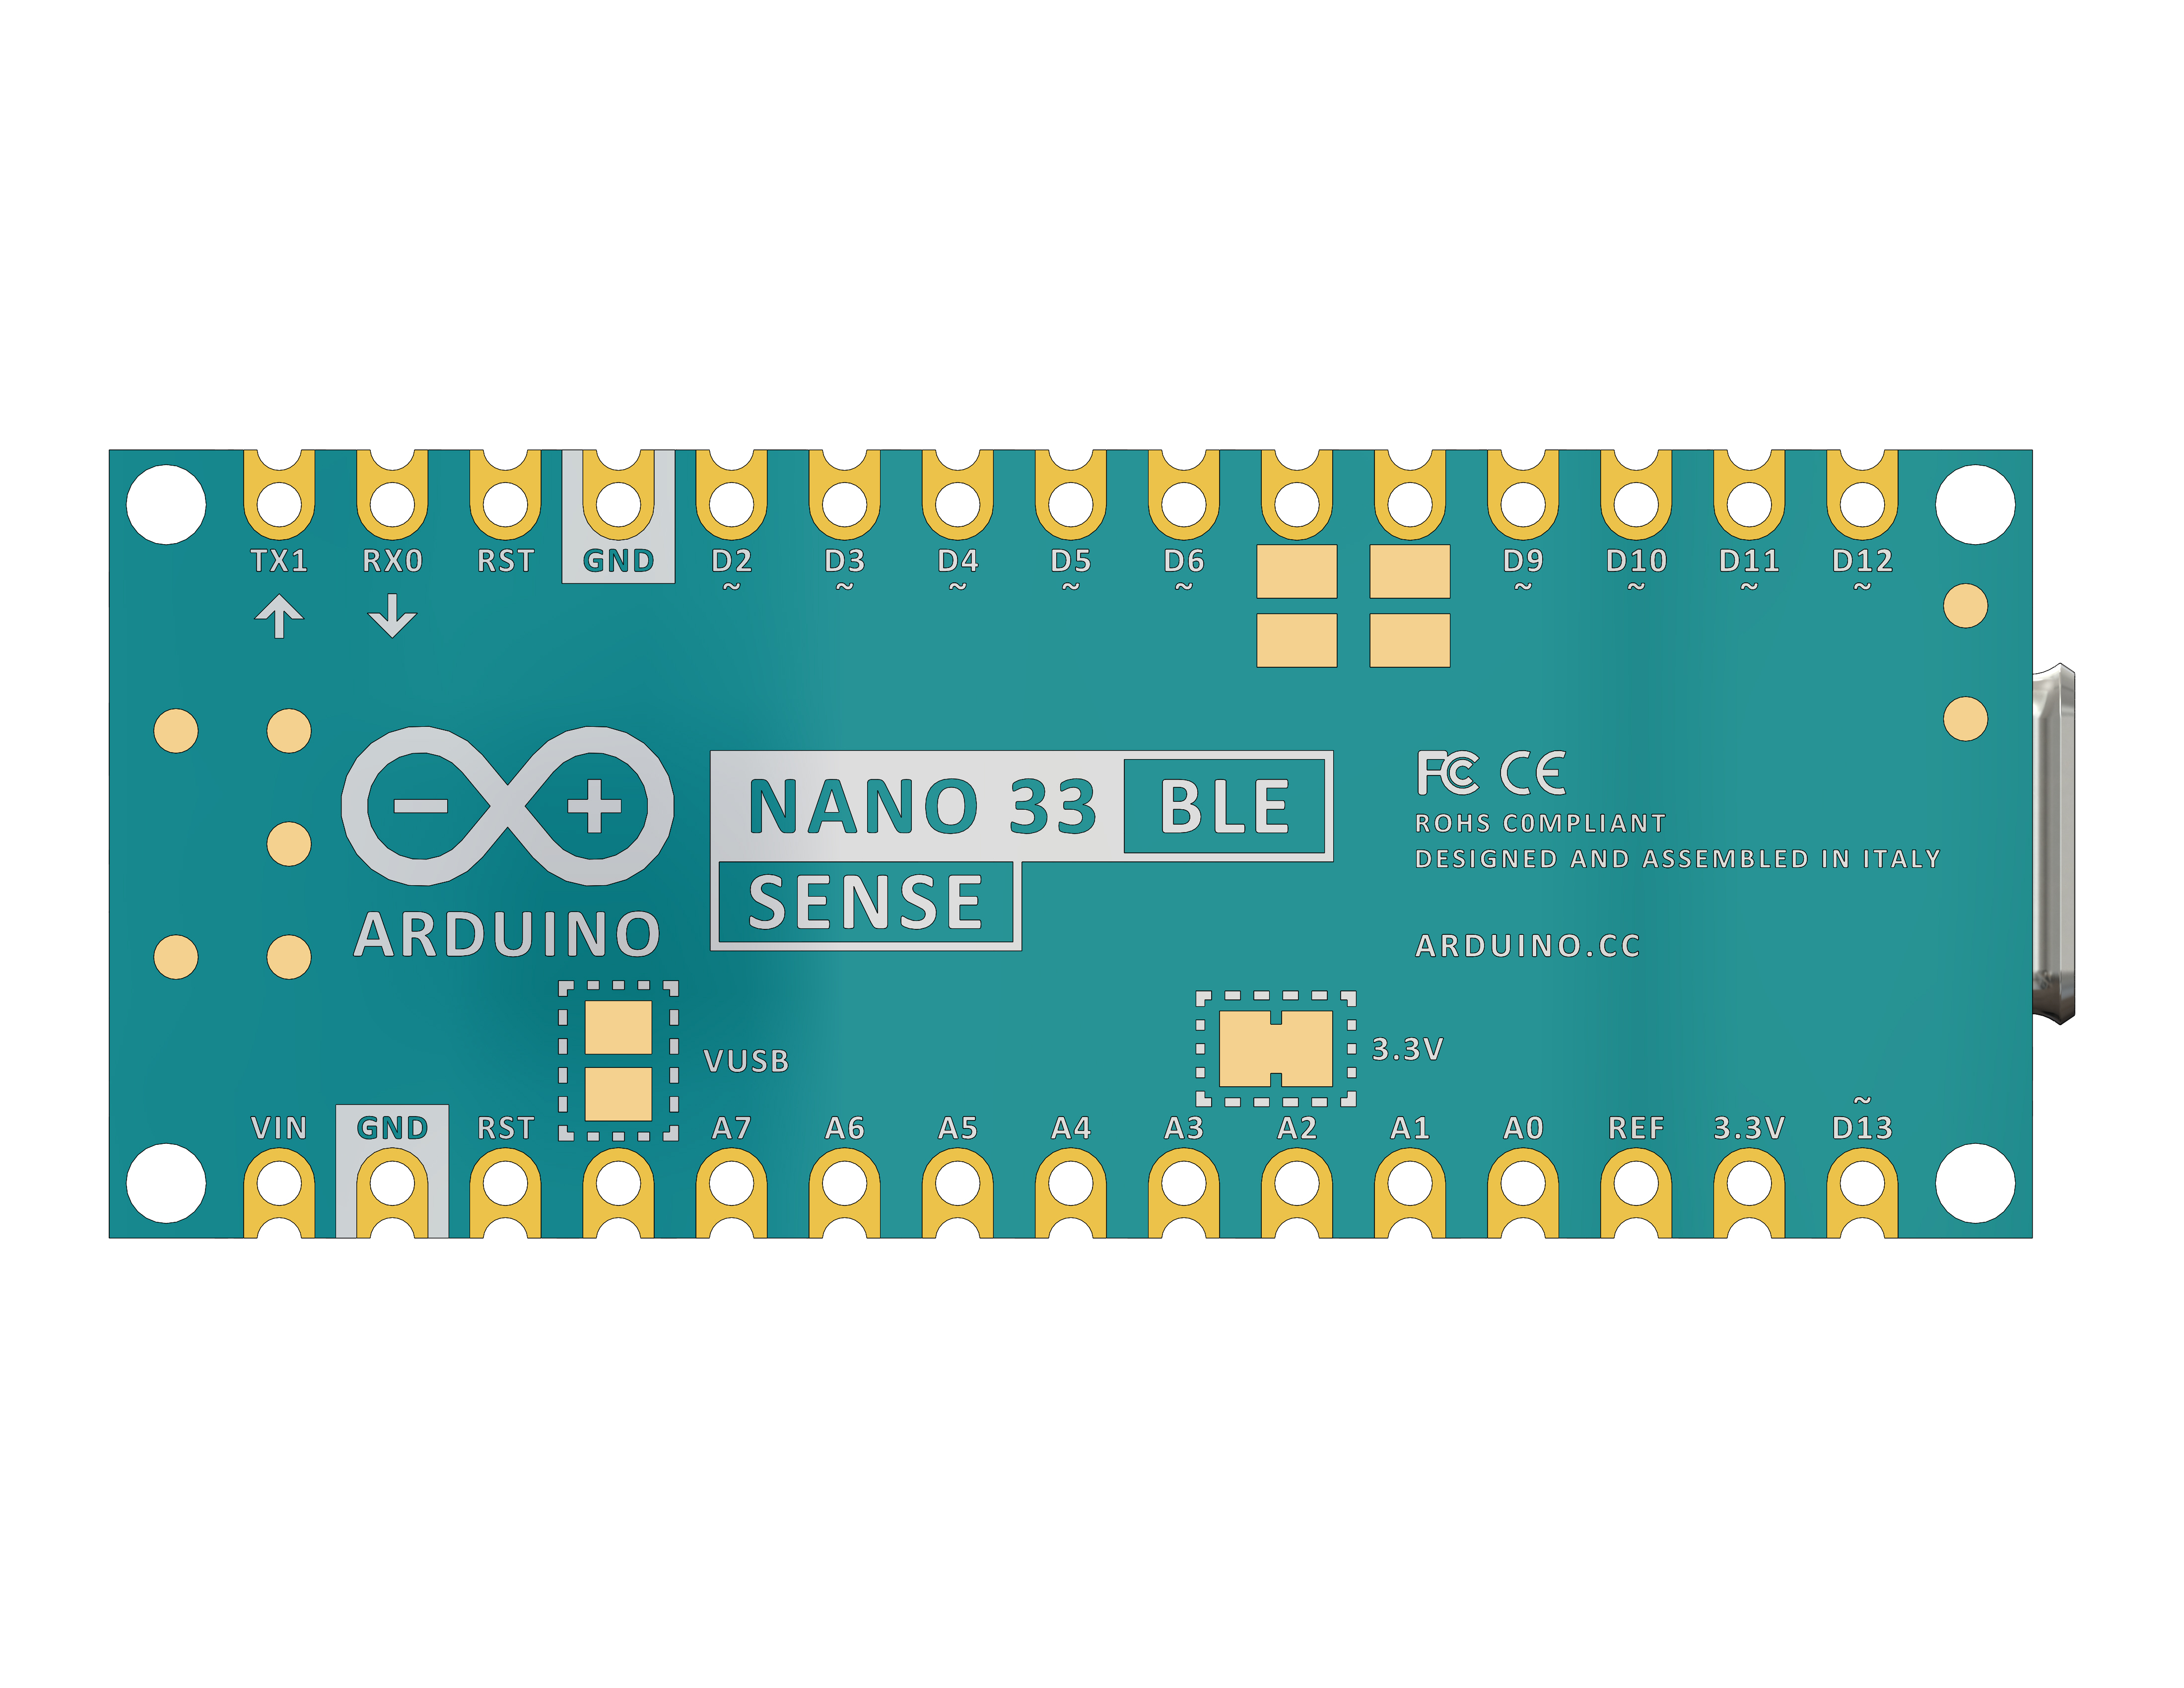 TX1 RX0 RST GND D2 D3 D4 D5 D6 D9 D10 D11 D12
~ ~ ~ ~ ~ ~ ~ ~ ~
NANO 33 BLE
SENSE
ARDUINO
FC CE
ROHS C0MPLIANT
DESIGNED AND ASSEMBLED IN ITALY
ARDUINO.CC
VUSB
3.3V
~
VIN GND RST A7 A6 A5 A4 A3 A2 A1 A0 REF 3.3V D13